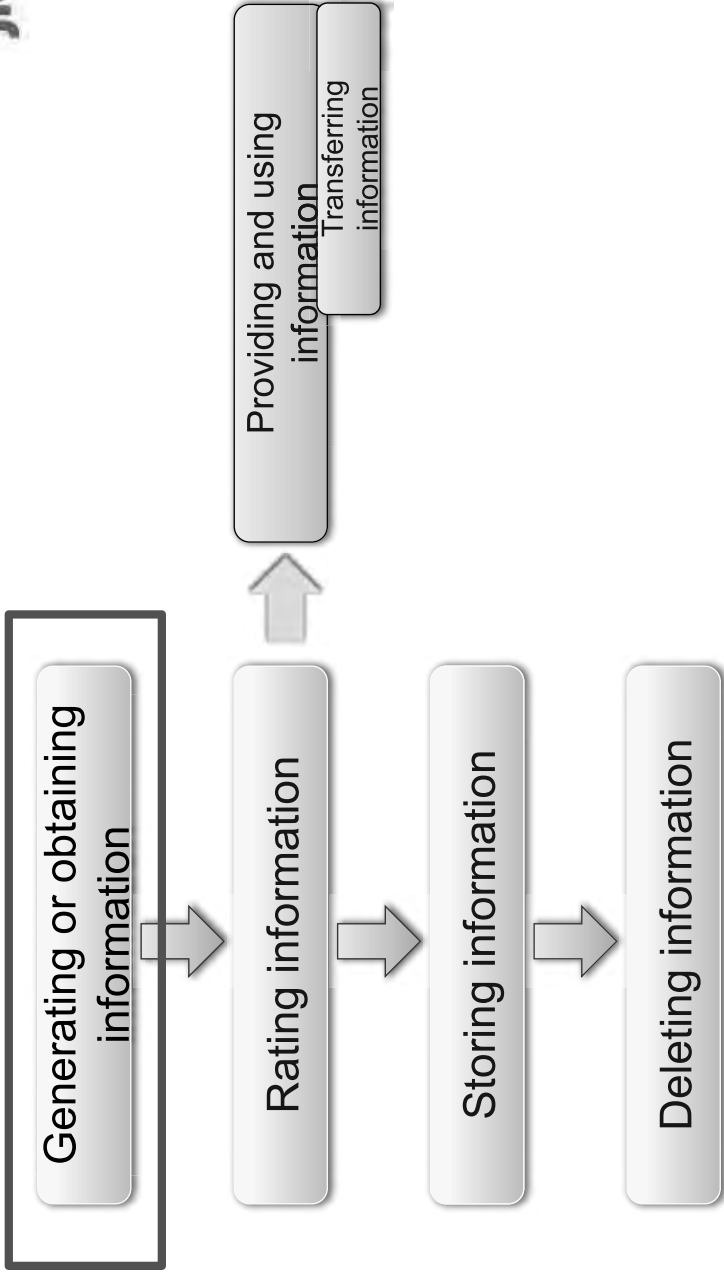 Generating or obtaining
information
Rating information
Providing and using
information
Transferring
information
Storing information
Deleting information